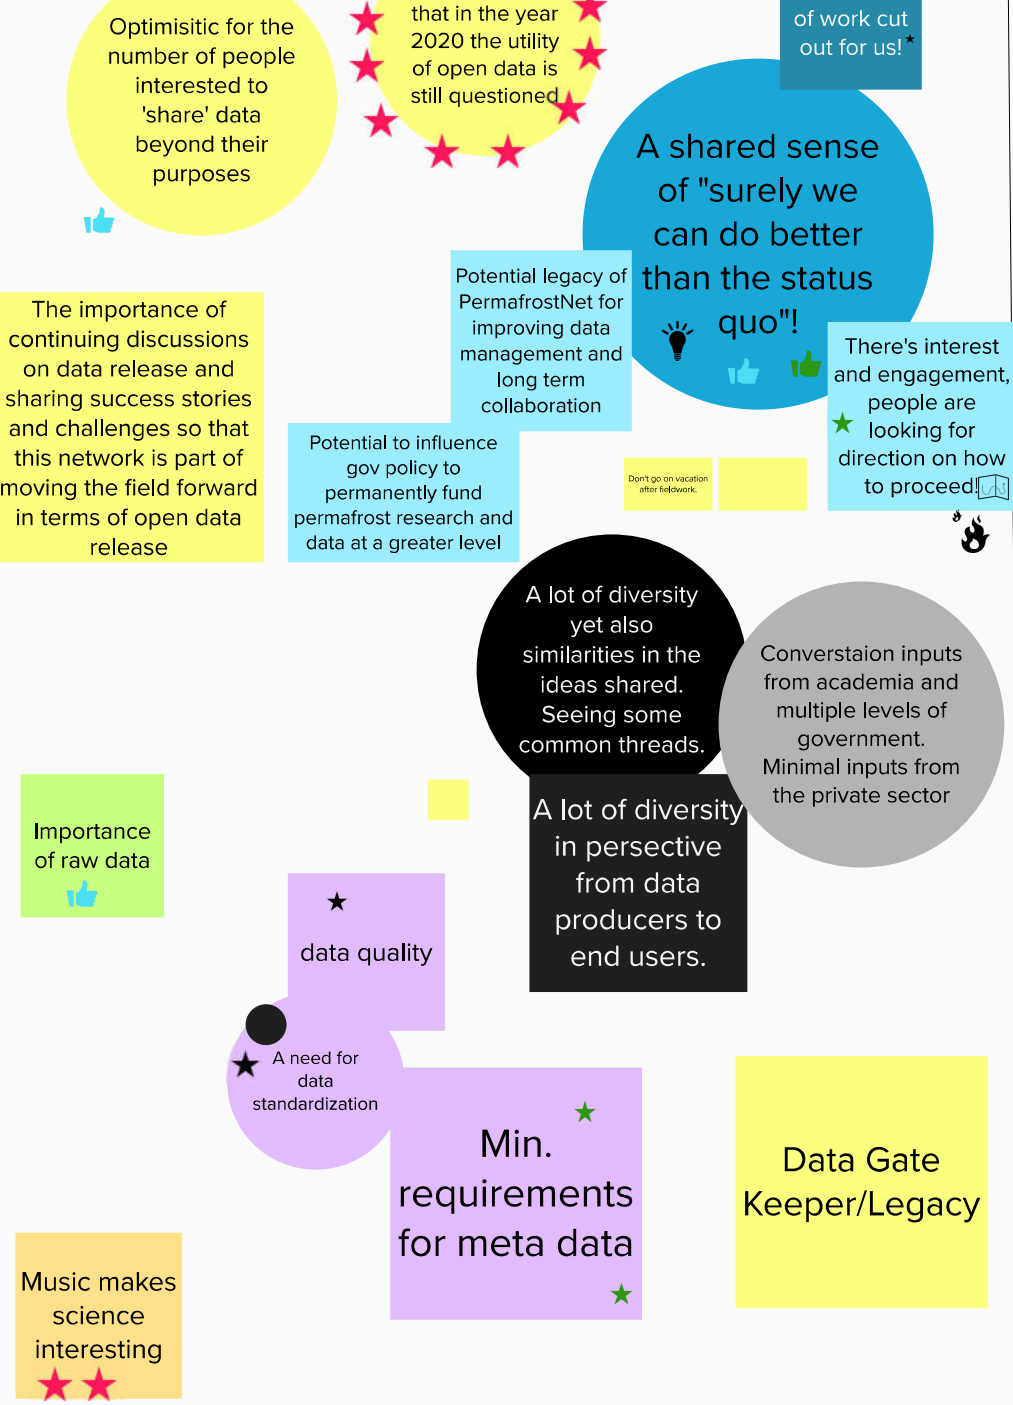 Optimisitic for the
number of people
interested to
'share' data
beyond their
purposes
that in the year
2020 the utility
of open data is
still questioned
of work cut
out for us!
A shared sense
of "surely we
can do better
than the status
quo"!
The importance of
continuing discussions
on data release and
sharing success stories
and challenges so that
this network is part of
moving the field forward
in terms of open data
release
Potential legacy of
PermafrostNet for
improving data
management and
long term
collaboration
Potential to influence
gov policy to
permanently fund
permafrost research and
data at a greater level
There's interest
and engagement,
people are
looking for
direction on how
to proceed!
Don't go on vacation
after fieldwork.
A lot of diversity
yet also
similarities in the
ideas shared.
Seeing some
common threads.
Converstaion inputs
from academia and
multiple levels of
government.
Minimal inputs from
the private sector
A lot of diversity
in persective
from data
producers to
end users.
Importance
of raw data
data quality
A need for
data
standardization
Min.
requirements
for meta data
Data Gate
Keeper/Legacy
Music makes
science
interesting